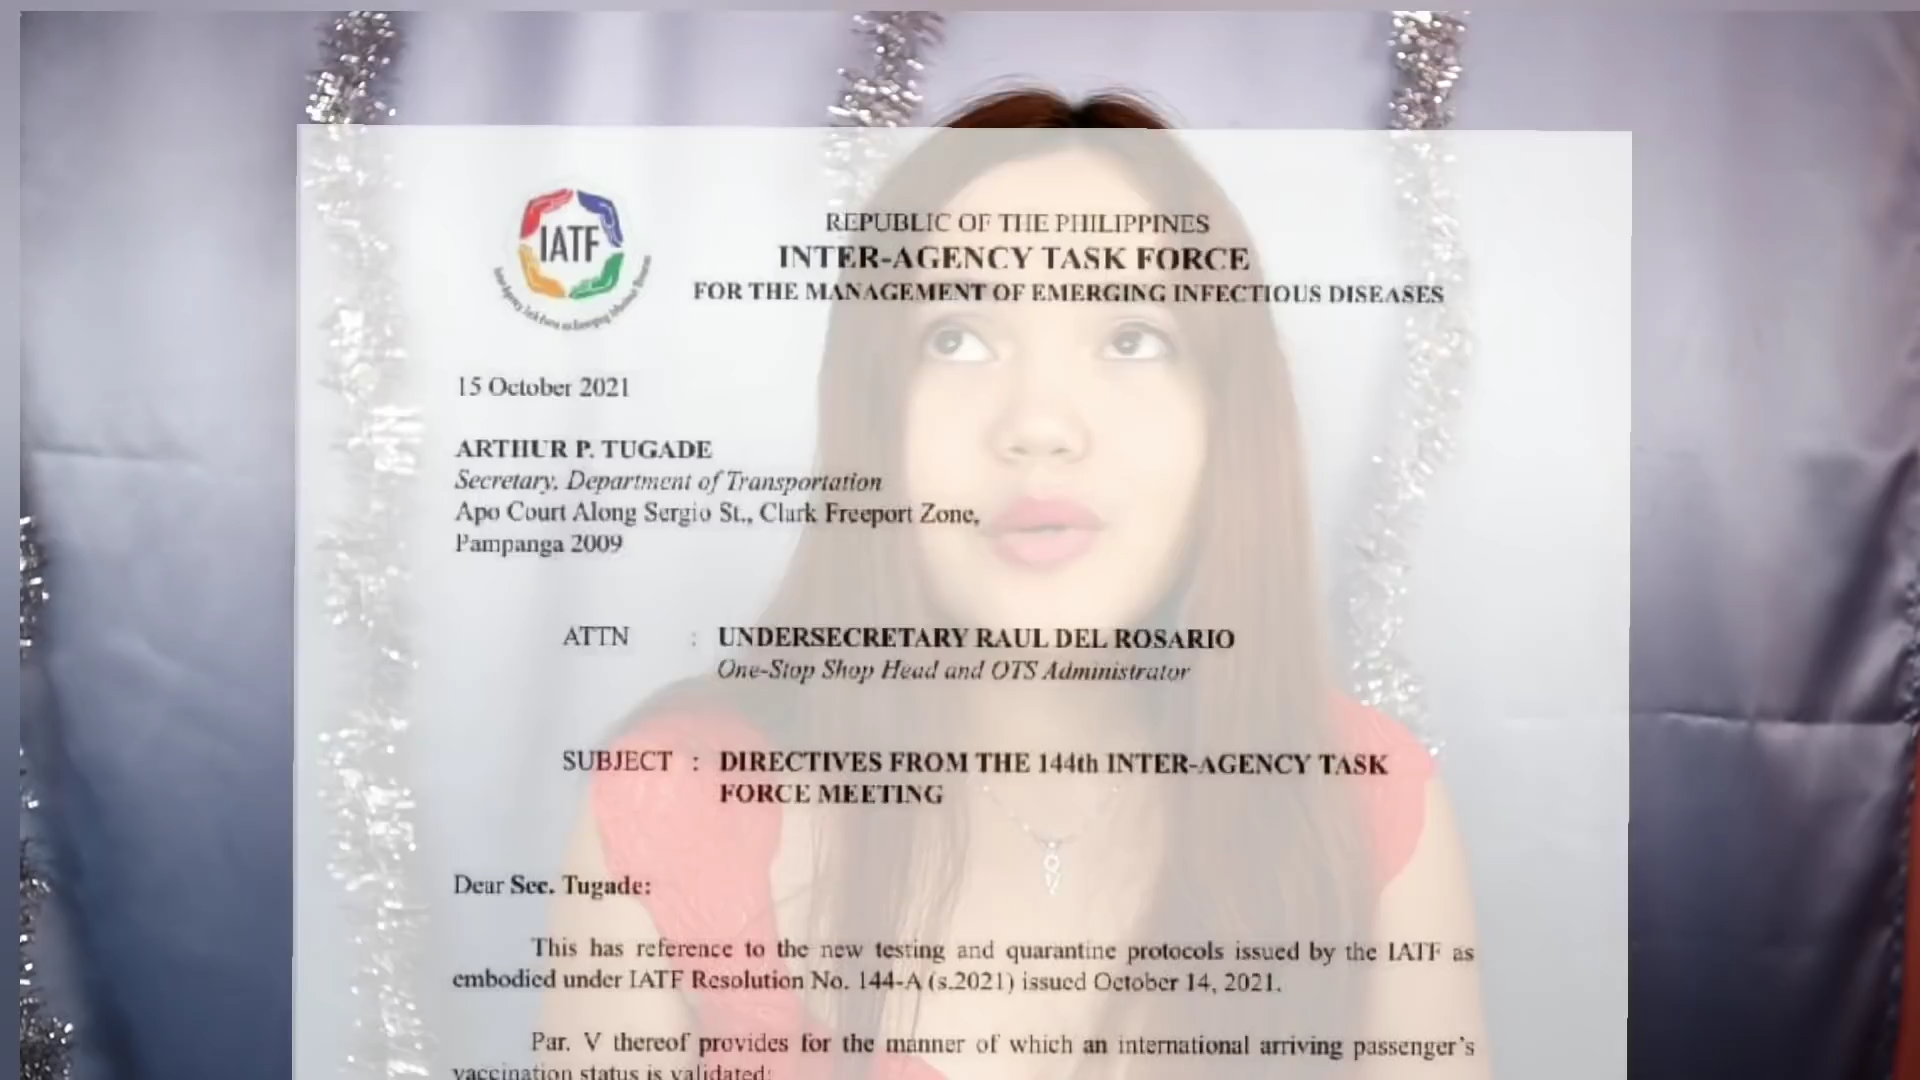 IATF
REPUBLIC OF THE PHILIPPINES
INTER-AGENCY TASK FORCE
FOR THE MANAGEMENT OF EMERGING INFECTIOUS DISEASES
15 October 2021
ARTHUR P. TUGADE
Secretary, Department of Transportation
Apo Court Along Sergio St., Clark Freeport Zone,
Pampanga 2009
ATTN : UNDERSECRETARY RAUL DEL ROSARIO
One-Stop Shop Head and OTS Administrator
SUBJECT : DIRECTIVES FROM THE 144th INTER-AGENCY TASK
FORCE MEETING
Dear Sec. Tugade:
This has reference to the new testing and quarantine protocols issued by the IATF as
embodied under IATF Resolution No. 144-A (s.2021) issued October 14, 2021.
Par. V thereof provides for the manner of which an international arriving passenger's
vaccination status is validated: